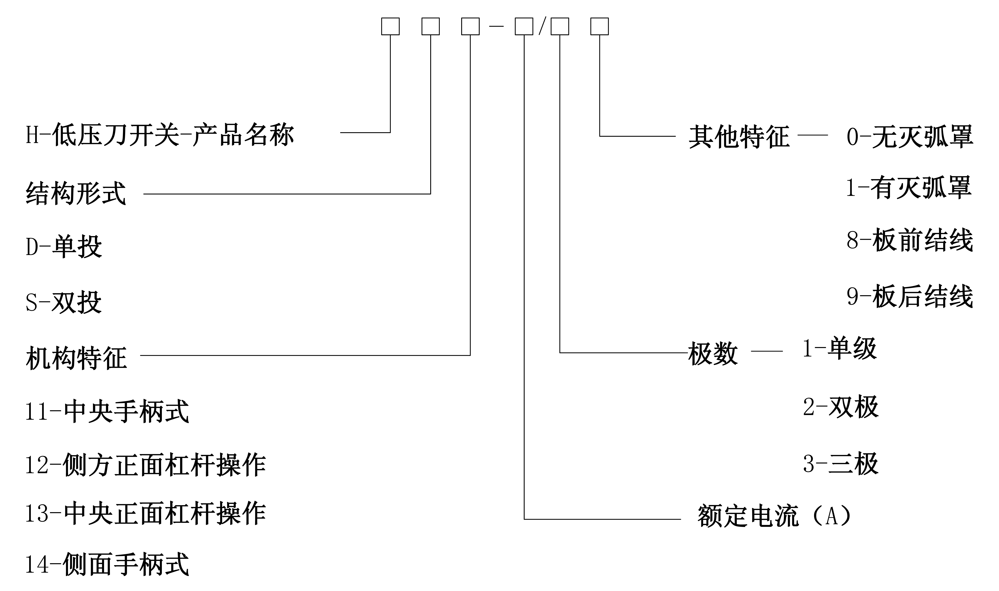 □ □ □-□/□ □
H-低压刀开关-产品名称
结构形式
D-单投
S-双投
机构特征
11-中央手柄式
12-侧方正面杠杆操作
13-中央正面杠杆操作
14-侧面手柄式
其他特征 — 0-无灭弧罩
1-有灭弧罩
8-板前结线
9-板后结线
极数 — 1-单级
2-双极
3-三极
额定电流（A）